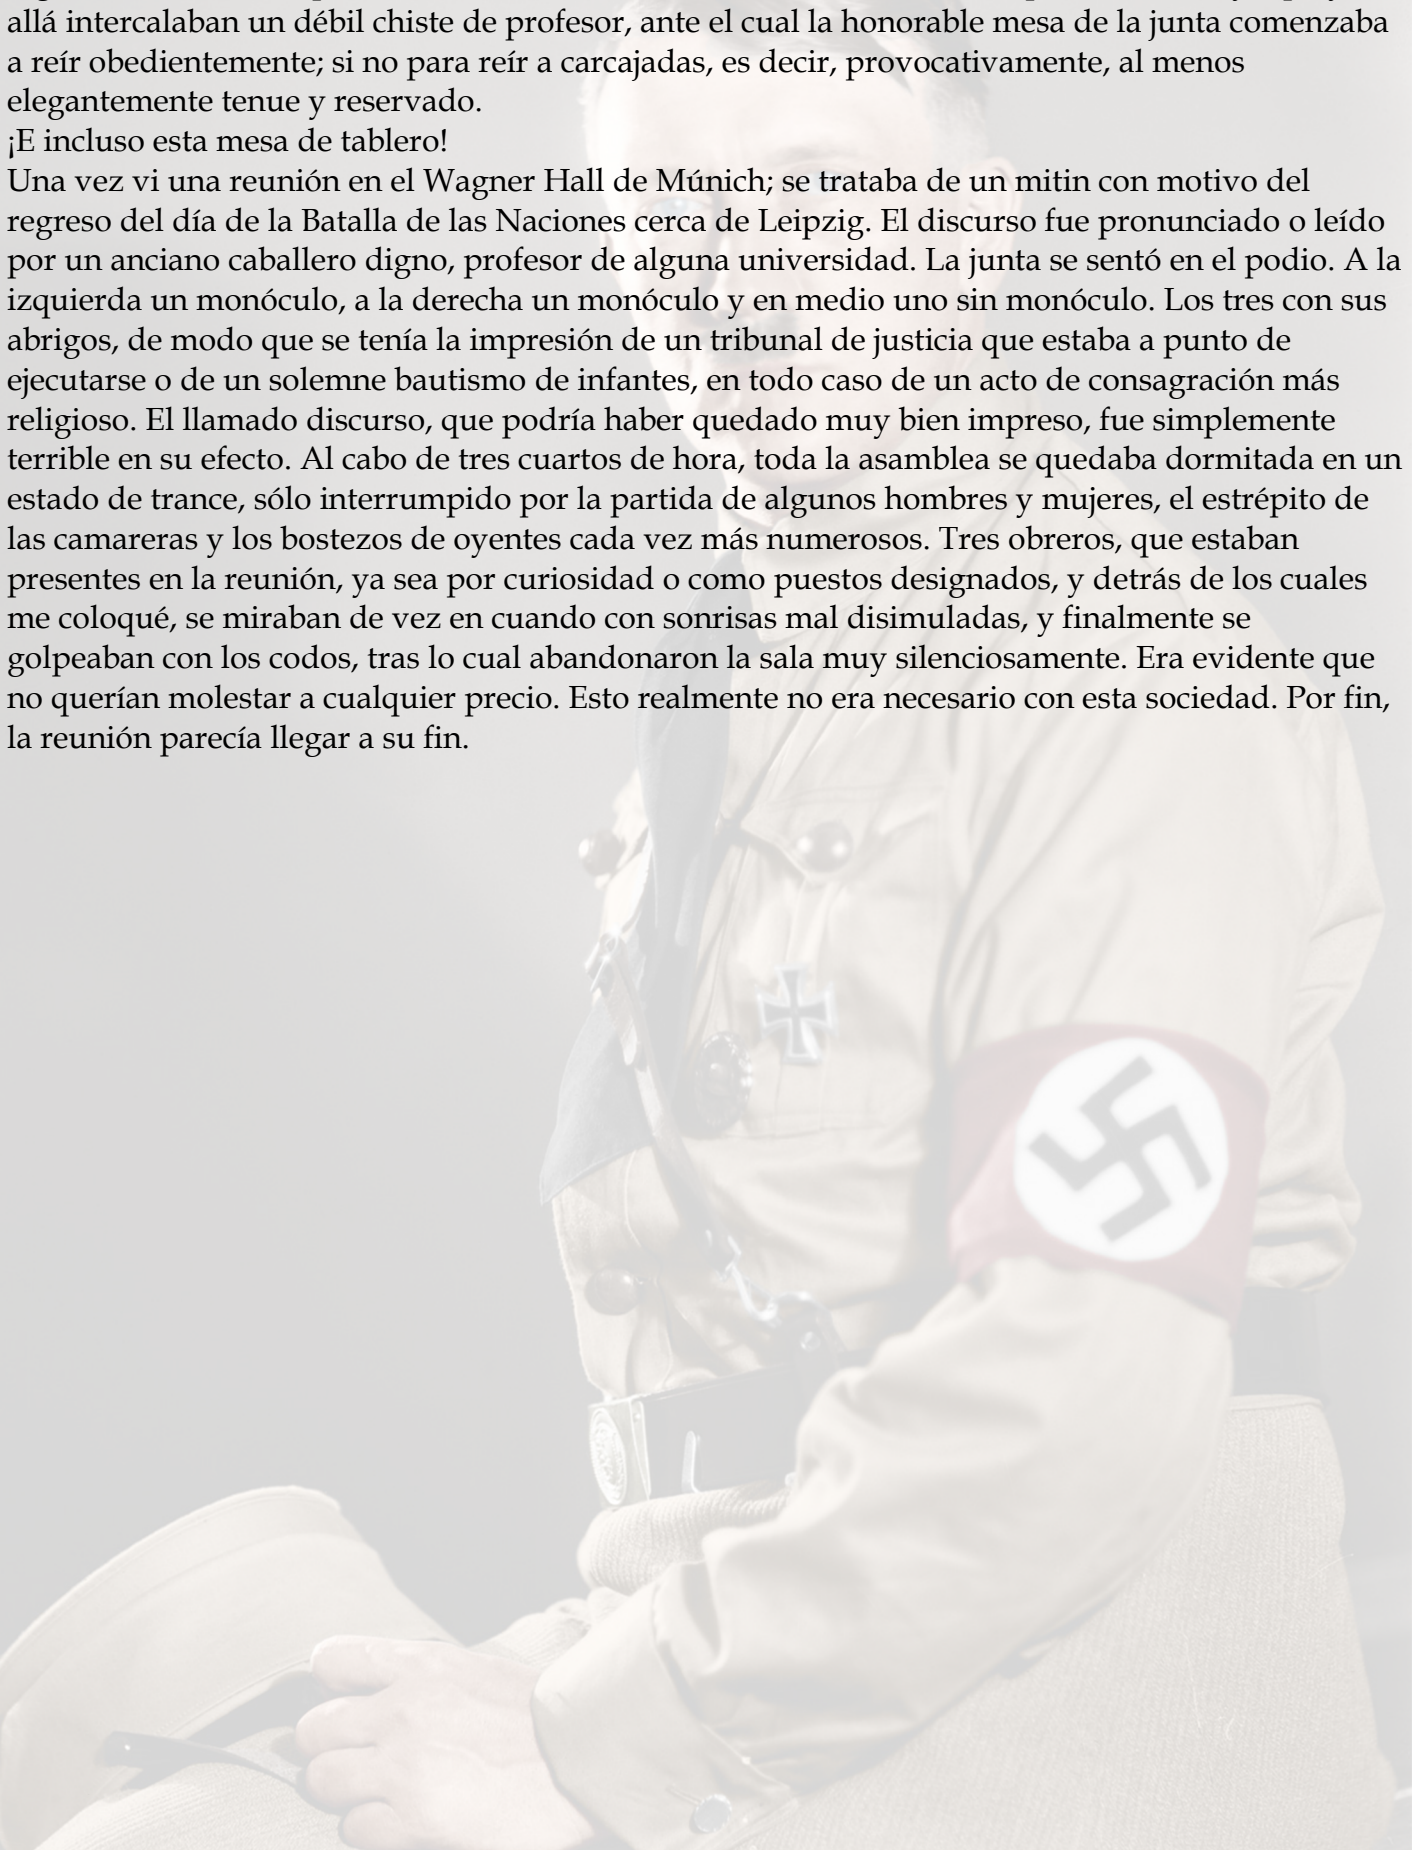 allá intercalaban un débil chiste de profesor, ante el cual la honorable mesa de la junta comenzaba
a reír obedientemente; si no para reír a carcajadas, es decir, provocativamente, al menos
elegantemente tenue y reservado.
¡E incluso esta mesa de tablero!
Una vez vi una reunión en el Wagner Hall de Múnich; se trataba de un mitin con motivo del
regreso del día de la Batalla de las Naciones cerca de Leipzig. El discurso fue pronunciado o leído
por un anciano caballero digno, profesor de alguna universidad. La junta se sentó en el podio. A la
izquierda un monóculo, a la derecha un monóculo y en medio uno sin monóculo. Los tres con sus
abrigos, de modo que se tenía la impresión de un tribunal de justicia que estaba a punto de
ejecutarse o de un solemne bautismo de infantes, en todo caso de un acto de consagración más
religioso. El llamado discurso, que podría haber quedado muy bien impreso, fue simplemente
terrible en su efecto. Al cabo de tres cuartos de hora, toda la asamblea se quedaba dormitada en un
estado de trance, sólo interrumpido por la partida de algunos hombres y mujeres, el estrépito de
las camareras y los bostezos de oyentes cada vez más numerosos. Tres obreros, que estaban
presentes en la reunión, ya sea por curiosidad o como puestos designados, y detrás de los cuales
me coloqué, se miraban de vez en cuando con sonrisas mal disimuladas, y finalmente se
golpeaban con los codos, tras lo cual abandonaron la sala muy silenciosamente. Era evidente que
no querían molestar a cualquier precio. Esto realmente no era necesario con esta sociedad. Por fin,
la reunión parecía llegar a su fin.